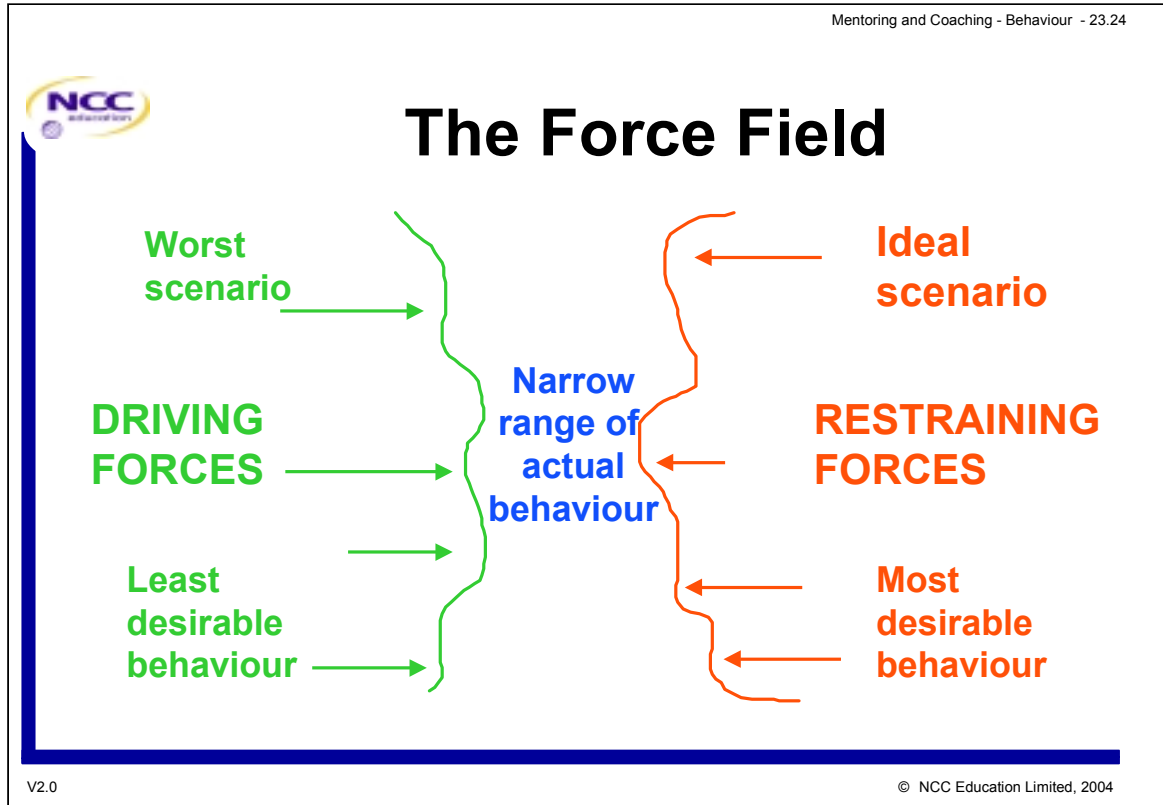 Mentoring and Coaching - Behaviour - 23.24
NCC
education
The Force Field
Worst
scenario
Ideal
scenario
Narrow
range of
actual
behaviour
DRIVING
FORCES
RESTRAINING
FORCES
Least
desirable
behaviour
Most
desirable
behaviour
V2.0
© NCC Education Limited, 2004